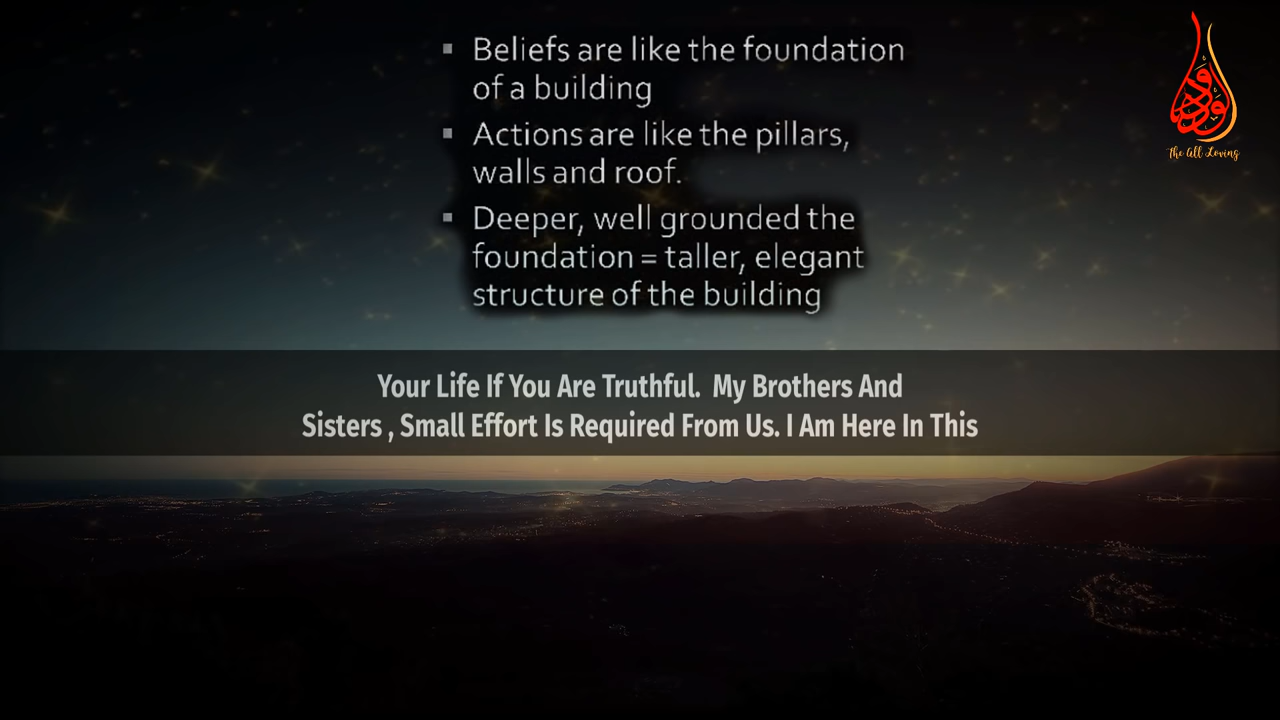 ▪ Beliefs are like the foundation
of a building
▪ Actions are like the pillars,
walls and roof.
▪ Deeper, well grounded the
foundation = taller, elegant
structure of the building
الودود
The All Loving
Your Life If You Are Truthful. My Brothers And
Sisters , Small Effort Is Required From Us. I Am Here In This